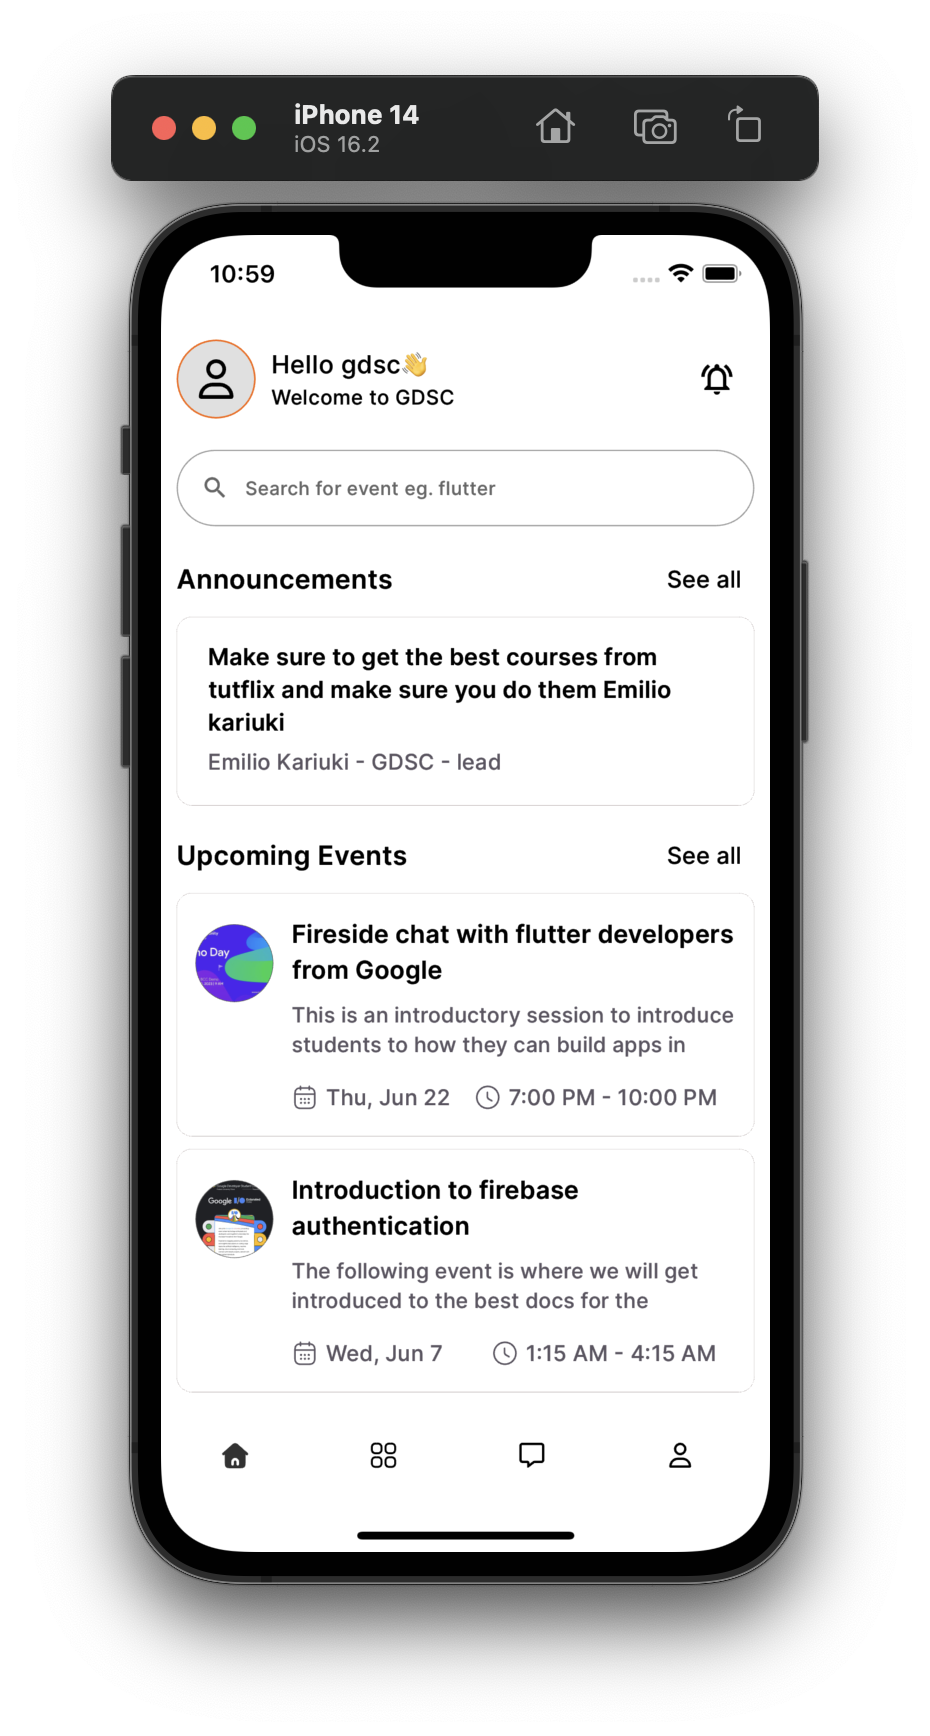 iPhone 14
iOS 16.2
10:59
Hello gdsc👋
Welcome to GDSC
Search for event eg. flutter
Announcements
See all
Make sure to get the best courses from
tutflix and make sure you do them Emilio
kariuki
Emilio Kariuki - GDSC - lead
Upcoming Events
See all
no Day
Fireside chat with flutter developers
from Google
This is an introductory session to introduce
students to how they can build apps in
Thu, Jun 22
7:00 PM - 10:00 PM
Google I/O
Introduction to firebase
authentication
The following event is where we will get
introduced to the best docs for the
Wed, Jun 7
1:15 AM - 4:15 AM